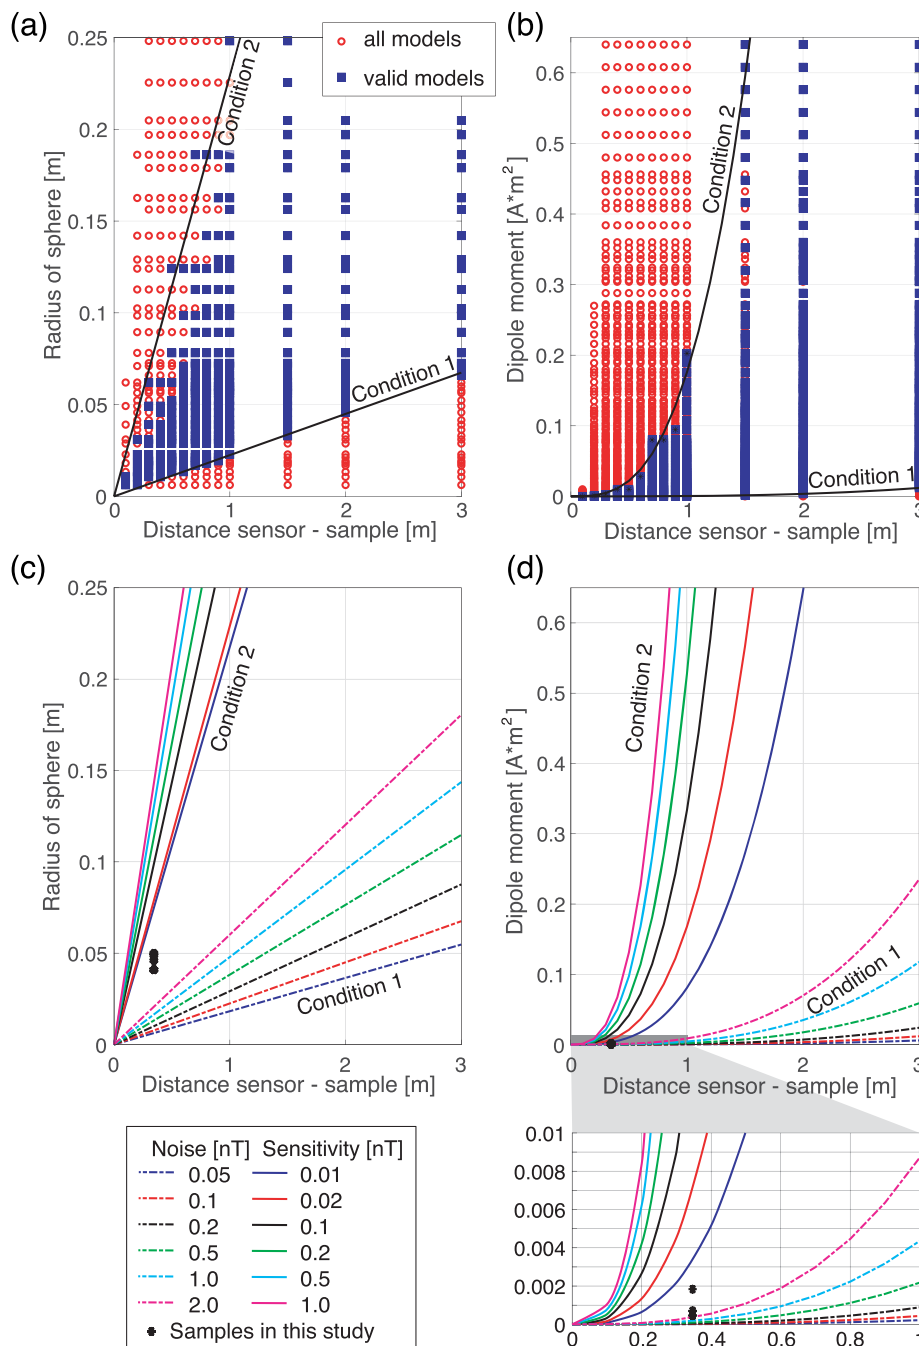 (a)
(b)
all models
valid models
Condition 2
Condition 1
Radius of sphere [m]
0.25
0.2
0.15
0.1
0.05
0
0
1
2
3
Distance sensor - sample [m]
Condition 2
Condition 1
Dipole moment [A*m²]
0.6
0.5
0.4
0.3
0.2
0.1
0
0
1
2
3
Distance sensor - sample [m]
(c)
(d)
Condition 2
Condition 1
Radius of sphere [m]
0.25
0.2
0.15
0.1
0.05
0
0
1
2
3
Distance sensor - sample [m]
Condition 2
Condition 1
Dipole moment [A*m²]
0.6
0.5
0.4
0.3
0.2
0.1
0
0
1
2
3
Distance sensor - sample [m]
Noise [nT] Sensitivity [nT]
0.05 0.01
0.1 0.02
0.2 0.1
0.5 0.2
1.0 0.5
2.0 1.0
Samples in this study
0.01
0.008
0.006
0.004
0.002
0
0
0.2
0.4
0.6
0.8
1